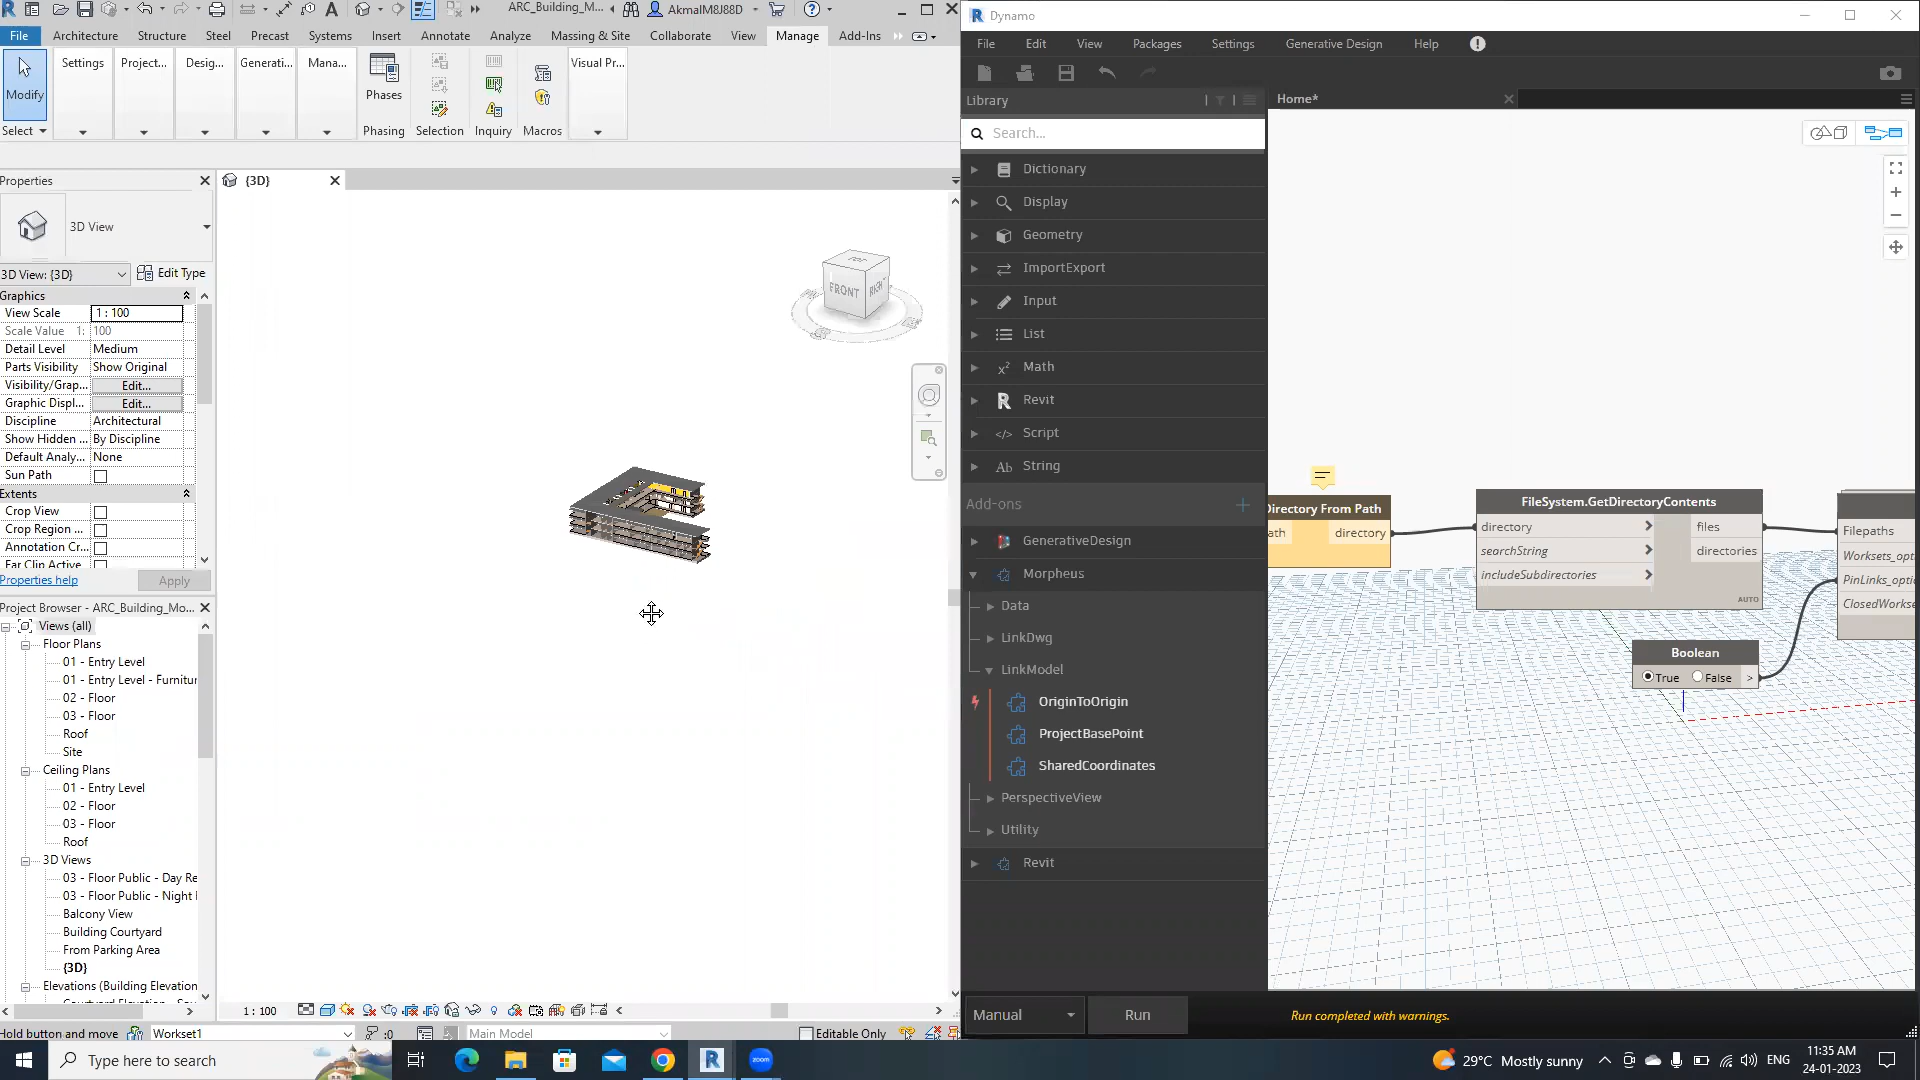 ARC_Building_M...
AkmalM8J88D
File
Architecture
Structure
Steel
Precast
Systems
Insert
Annotate
Analyze
Massing & Site
Collaborate
View
Manage
Add-Ins
Modify
Settings
Project...
Desig...
Generati...
Mana...
Phases
Visual Pr...
Select
Phasing
Selection
Inquiry
Macros
Properties
{3D}
3D View
3D View: {3D}
Edit Type
Graphics
View Scale
1 : 100
Scale Value 1:
100
Detail Level
Medium
Parts Visibility
Show Original
Visibility/Grap...
Edit...
Graphic Displ...
Edit...
Discipline
Architectural
Show Hidden ...
By Discipline
Default Analy...
None
Sun Path
Extents
Crop View
Crop Region ...
Annotation Cr...
Far Clip Active
Properties help
Apply
Project Browser - ARC_Building_Mo...
Views (all)
Floor Plans
01 - Entry Level
01 - Entry Level - Furnitur
02 - Floor
03 - Floor
Roof
Site
Ceiling Plans
01 - Entry Level
02 - Floor
03 - Floor
Roof
3D Views
03 - Floor Public - Day Re
03 - Floor Public - Night
Balcony View
Building Courtyard
From Parking Area
{3D}
Elevations (Building Elevation
TOP
FRONT
RIGHT
1 : 100
Hold button and move
Workset1
:0
Main Model
Editable Only
Dynamo
File
Edit
View
Packages
Settings
Generative Design
Help
Library
Home*
Search...
Dictionary
Display
Geometry
ImportExport
Input
List
Math
Revit
Script
String
Add-ons
GenerativeDesign
Morpheus
Data
LinkDwg
LinkModel
OriginToOrigin
ProjectBasePoint
SharedCoordinates
PerspectiveView
Utility
Revit
Directory From Path
ath
directory
FileSystem.GetDirectoryContents
directory
files
searchString
directories
includeSubdirectories
AUTO
Filepaths
Worksets_opti
PinLinks_optio
ClosedWorkse
Boolean
True
False
>
Manual
Run
Run completed with warnings.
Type here to search
29°C Mostly sunny
ENG
11:35 AM
24-01-2023